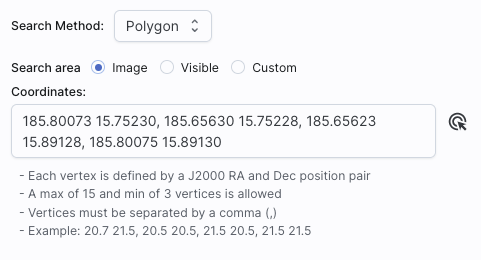 Search Method: Polygon
Search area Image Visible Custom
Coordinates:
185.80073 15.75230, 185.65630 15.75228, 185.65623
15.89128, 185.80075 15.89130
- Each vertex is defined by a J2000 RA and Dec position pair
- A max of 15 and min of 3 vertices is allowed
- Vertices must be separated by a comma (,)
- Example: 20.7 21.5, 20.5 20.5, 21.5 20.5, 21.5 21.5